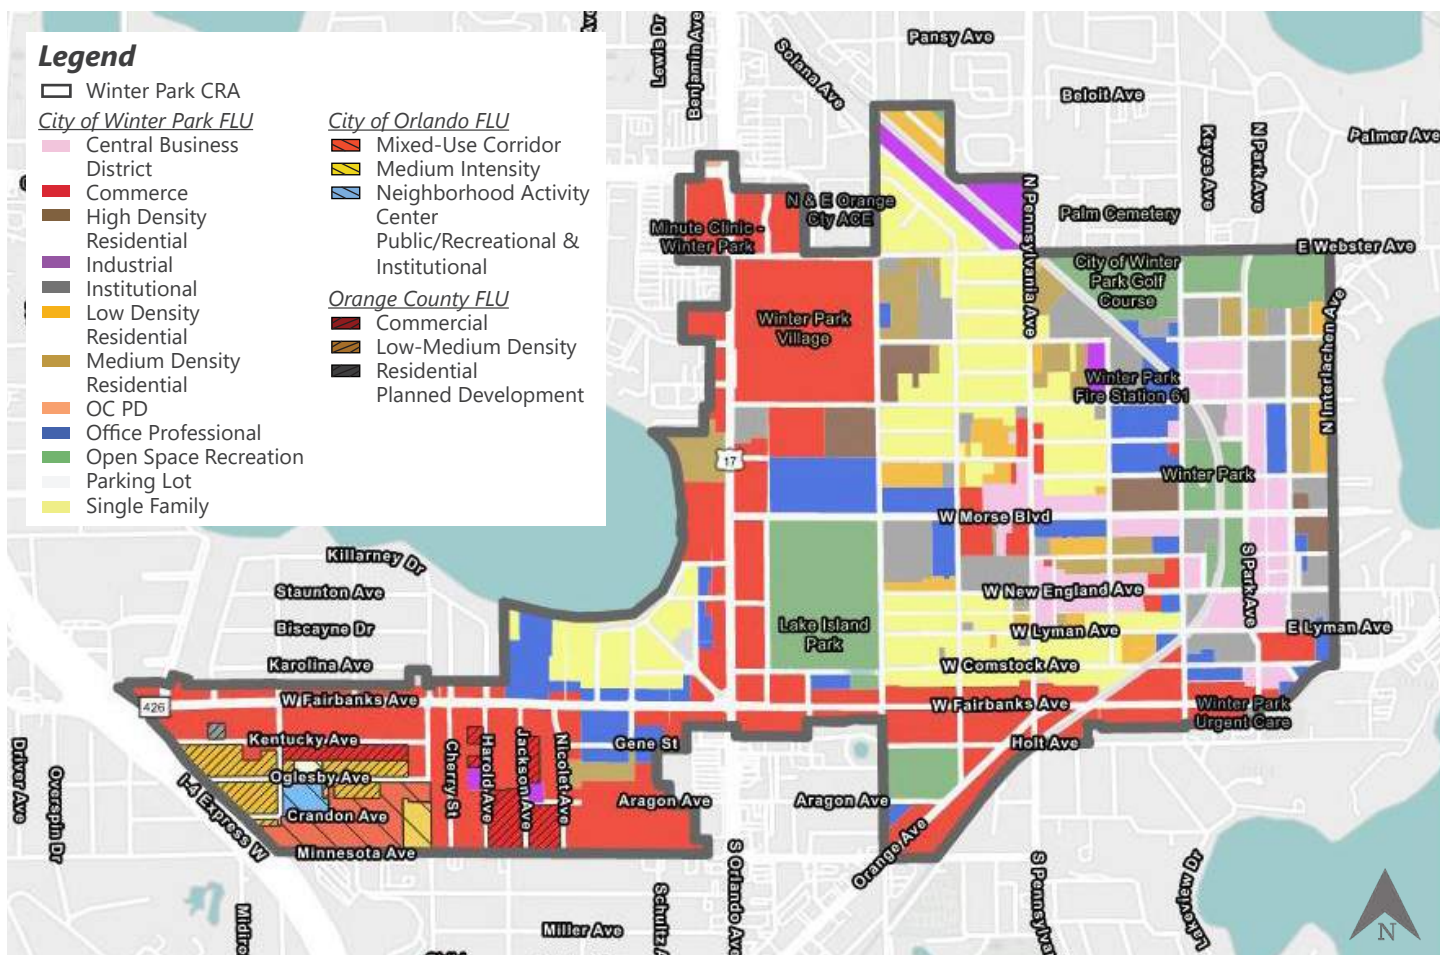 Legend
Winter Park CRA
City of Winter Park FLU
Central Business
District
Commerce
High Density
Residential
Industrial
Institutional
Low Density
Residential
Medium Density
Residential
OC PD
Office Professional
Open Space Recreation
Parking Lot
Single Family
City of Orlando FLU
Mixed-Use Corridor
Medium Intensity
Neighborhood Activity
Center
Public/Recreational &
Institutional
Orange County FLU
Commercial
Low-Medium Density
Residential
Planned Development
Lewis Dr
Benjamin Ave
Solana Ave
Pansy Ave
Beloit Ave
Keyes Ave
N Park Ave
Palmer Ave
N & E Orange
Cty ACE
Minute Clinic -
Winter Park
N Pennsylvania Ave
Palm Cemetery
E Webster Ave
City of Winter
Park Golf
Course
Winter Park
Village
N Interlachen Ave
Winter Park
Fire Station 61
17
Winter Park
W Morse Blvd
Killarney Dr
Staunton Ave
Biscayne Dr
Karolina Ave
W New England Ave
S Park Ave
Lake Island
Park
W Lyman Ave
E Lyman Ave
W Comstock Ave
426
W Fairbanks Ave
W Fairbanks Ave
Winter Park
Urgent Care
Kentucky Ave
Gene St
Holt Ave
Driver Ave
Overspin Dr
Oglesby Ave
Cherry St
Harold Ave
Jackson Ave
Nicolet Ave
I-4 Express W
Crandon Ave
Aragon Ave
Aragon Ave
Minnesota Ave
Orange Ave
S Orlando Ave
Schultz A
S Pennsylva
Lakeview Dr
Midiro
Miller Ave
N